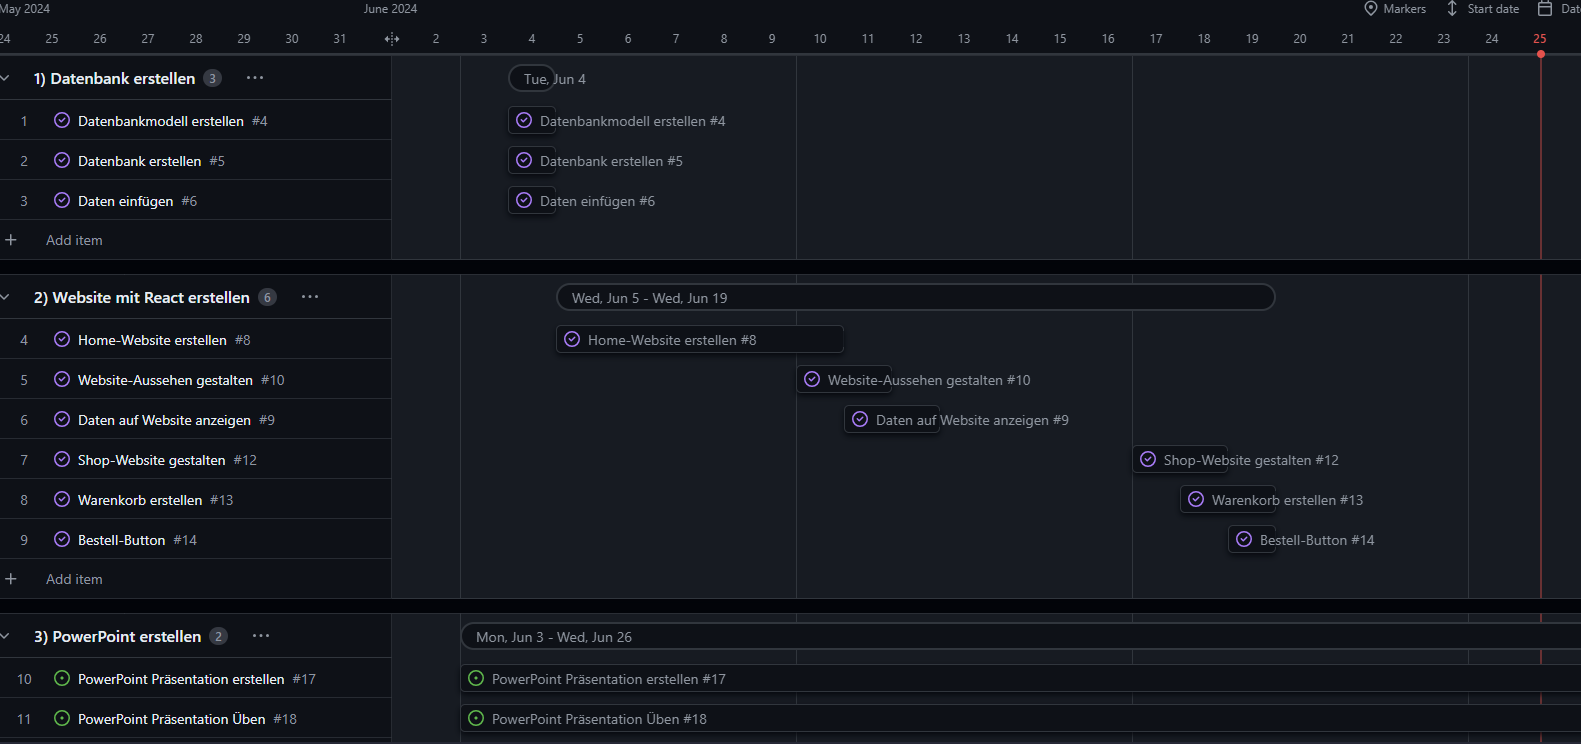 May 2024 June 2024 Markers Start date Dat
24 25 26 27 28 29 30 31 2 3 4 5 6 7 8 9 10 11 12 13 14 15 16 17 18 19 20 21 22 23 24 25
1) Datenbank erstellen 3 ... Tue, Jun 4
1 Datenbankmodell erstellen #4 Datenbankmodell erstellen #4
2 Datenbank erstellen #5 Datenbank erstellen #5
3 Daten einfügen #6 Daten einfügen #6
+ Add item
2) Website mit React erstellen 6 ... Wed, Jun 5 - Wed, Jun 19
4 Home-Website erstellen #8 Home-Website erstellen #8
5 Website-Aussehen gestalten #10 Website-Aussehen gestalten #10
6 Daten auf Website anzeigen #9 Daten auf Website anzeigen #9
7 Shop-Website gestalten #12 Shop-Website gestalten #12
8 Warenkorb erstellen #13 Warenkorb erstellen #13
9 Bestell-Button #14 Bestell-Button #14
+ Add item
3) PowerPoint erstellen 2 ... Mon, Jun 3 - Wed, Jun 26
10 PowerPoint Präsentation erstellen #17 PowerPoint Präsentation erstellen #17
11 PowerPoint Präsentation Üben #18 PowerPoint Präsentation Üben #18